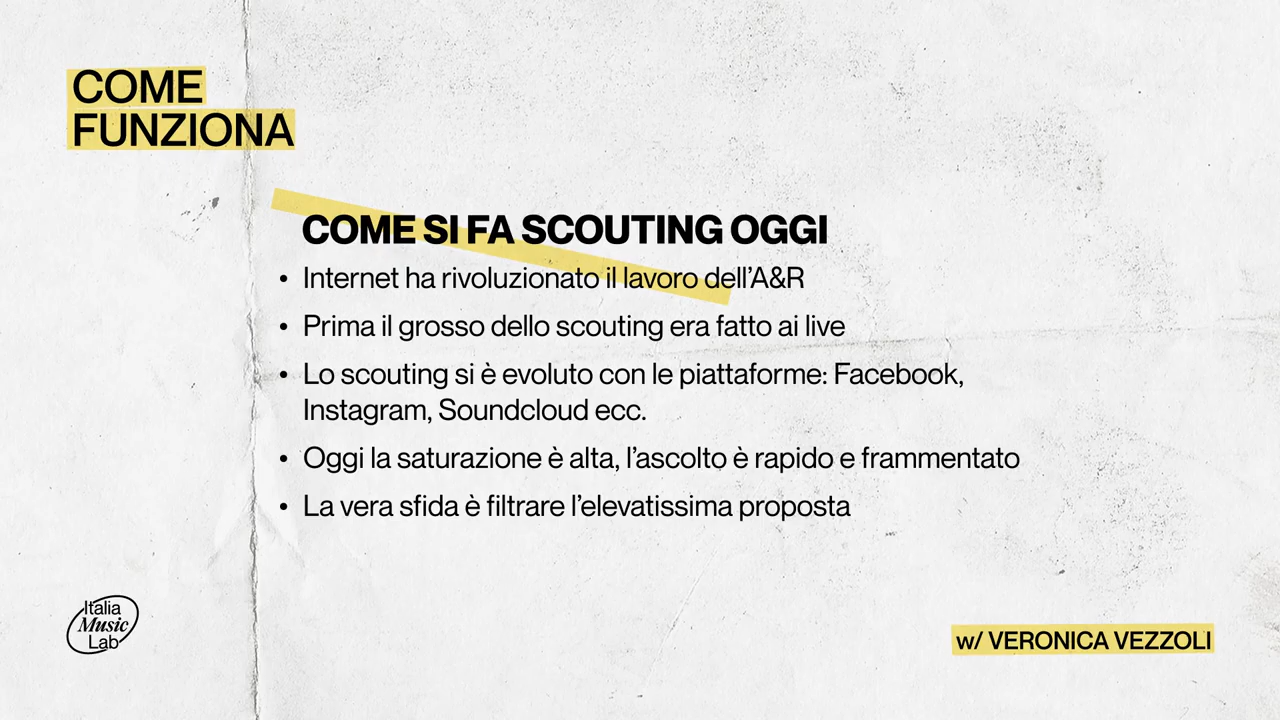 COME
FUNZIONA
COME SI FA SCOUTING OGGI
• Internet ha rivoluzionato il lavoro dell’A&R
• Prima il grosso dello scouting era fatto ai live
• Lo scouting si è evoluto con le piattaforme: Facebook,
Instagram, Soundcloud ecc.
• Oggi la saturazione è alta, l’ascolto è rapido e frammentato
• La vera sfida è filtrare l’elevatissima proposta
Italia
Music
Lab
w/ VERONICA VEZZOLI